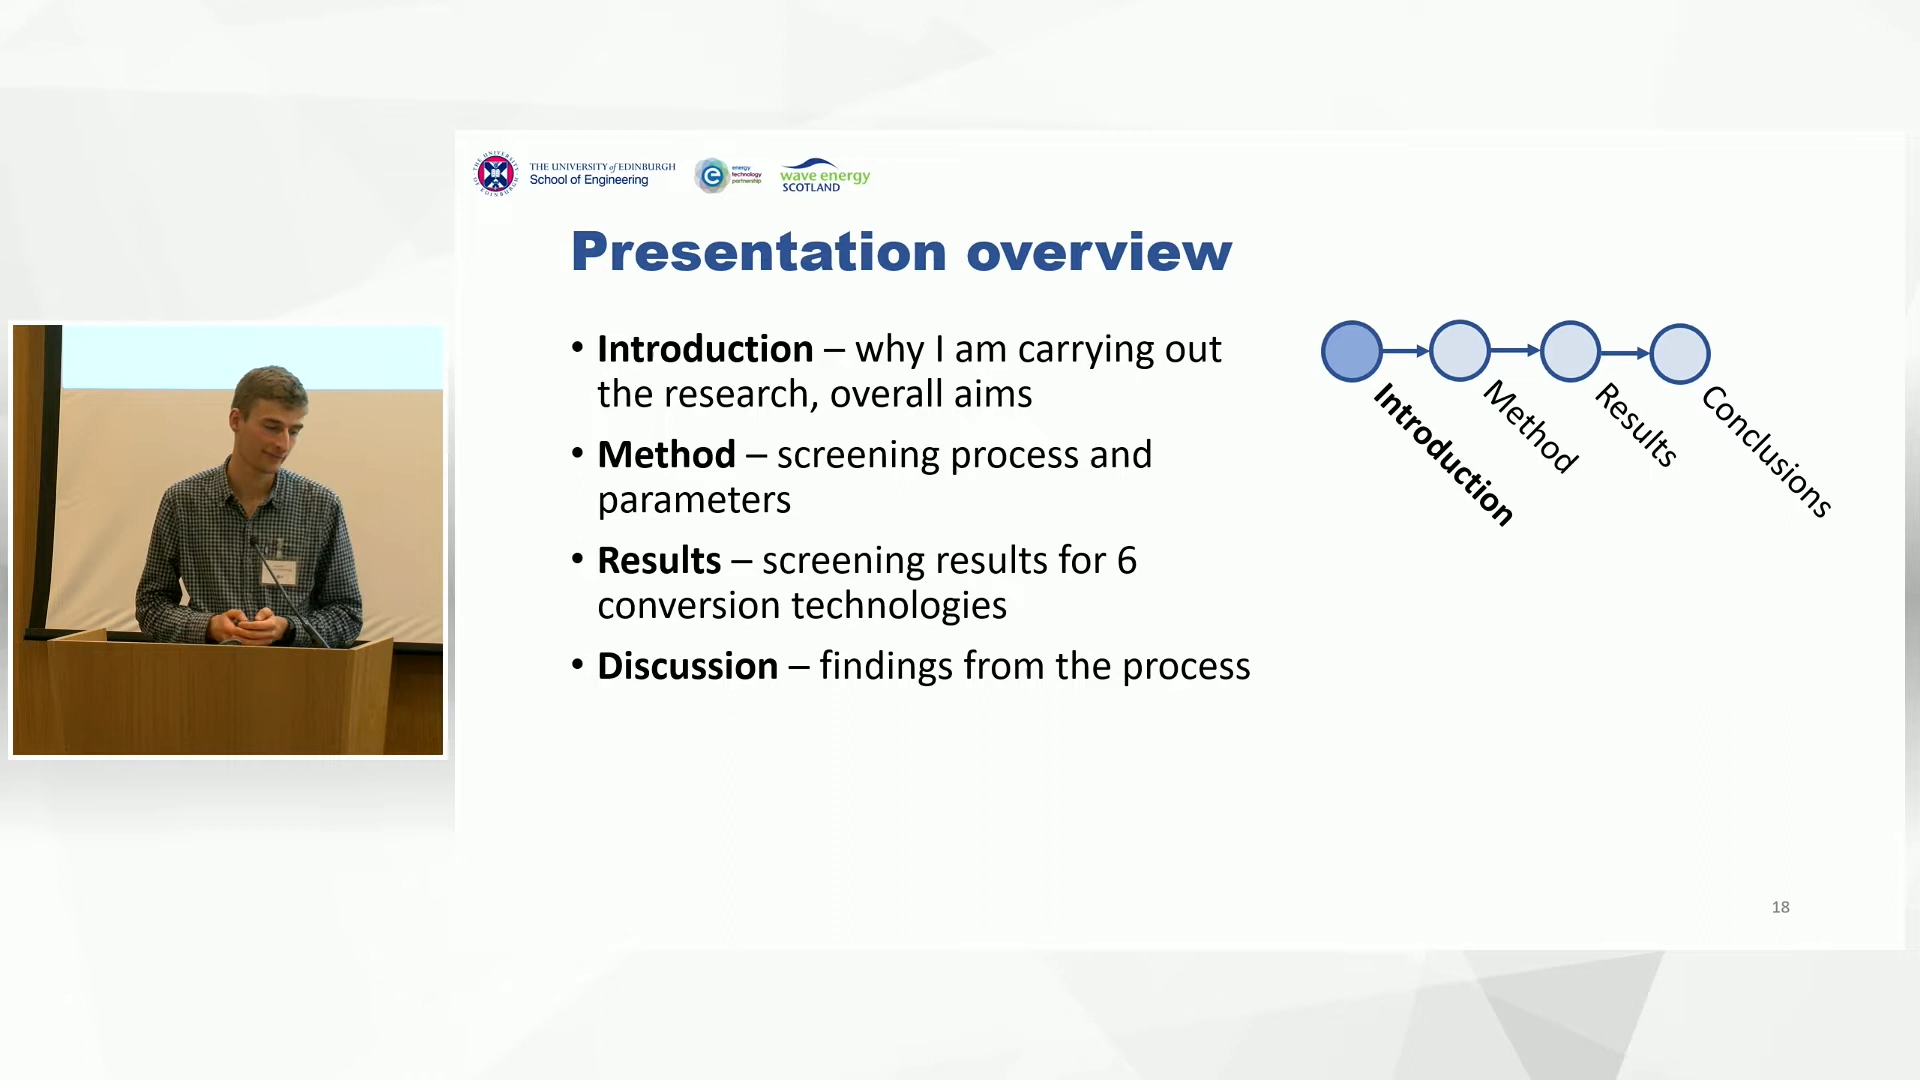 THE UNIVERSITY of EDINBURGH
School of Engineering
energy
technology
partnership
wave energy
SCOTLAND
Presentation overview
• Introduction – why I am carrying out
the research, overall aims
• Method – screening process and
parameters
• Results – screening results for 6
conversion technologies
• Discussion – findings from the process
Introduction
Method
Results
Conclusions
18